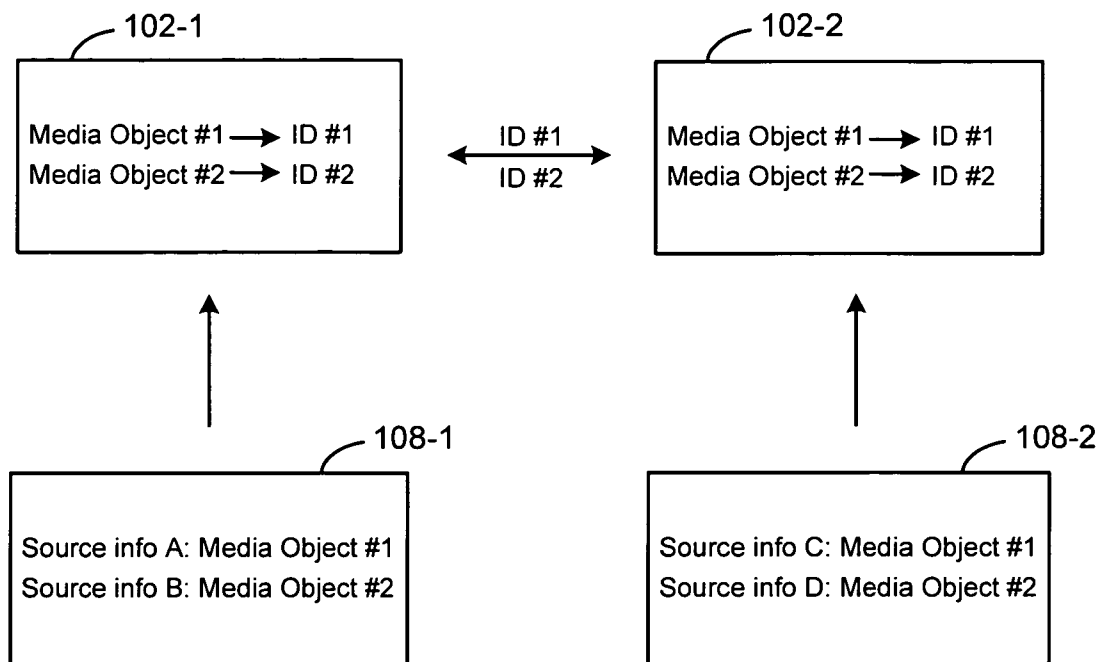 102-1
102-2
Media Object #1 ID #1
Media Object #2 ID #2
ID #1
ID #2
Media Object #1 ID #1
Media Object #2 ID #2
108-1
108-2
Source info A: Media Object #1
Source info B: Media Object #2
Source info C: Media Object #1
Source info D: Media Object #2